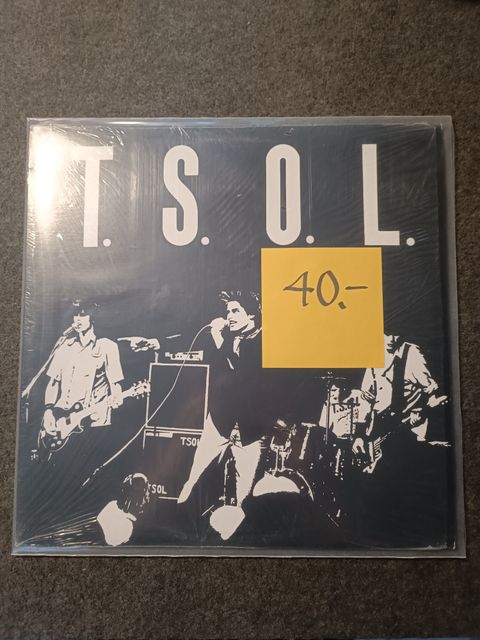 T. S. O. L.
40.-
TSOL
TSOL